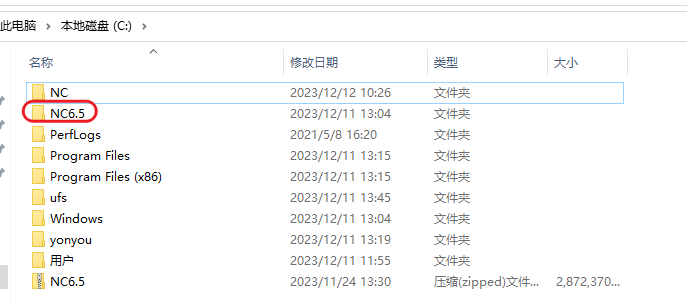 此电脑 > 本地磁盘 (C:) >
名称 修改日期 类型 大小
NC 2023/12/12 10:26 文件夹
NC6.5 2023/12/11 13:04 文件夹
PerfLogs 2021/5/8 16:20 文件夹
Program Files 2023/12/11 13:15 文件夹
Program Files (x86) 2023/12/11 13:15 文件夹
ufs 2023/12/11 13:45 文件夹
Windows 2023/12/11 13:04 文件夹
yonyou 2023/12/11 13:19 文件夹
用户 2023/12/11 11:55 文件夹
NC6.5 2023/11/24 13:30 压缩(zipped)文件... 2,872,370...